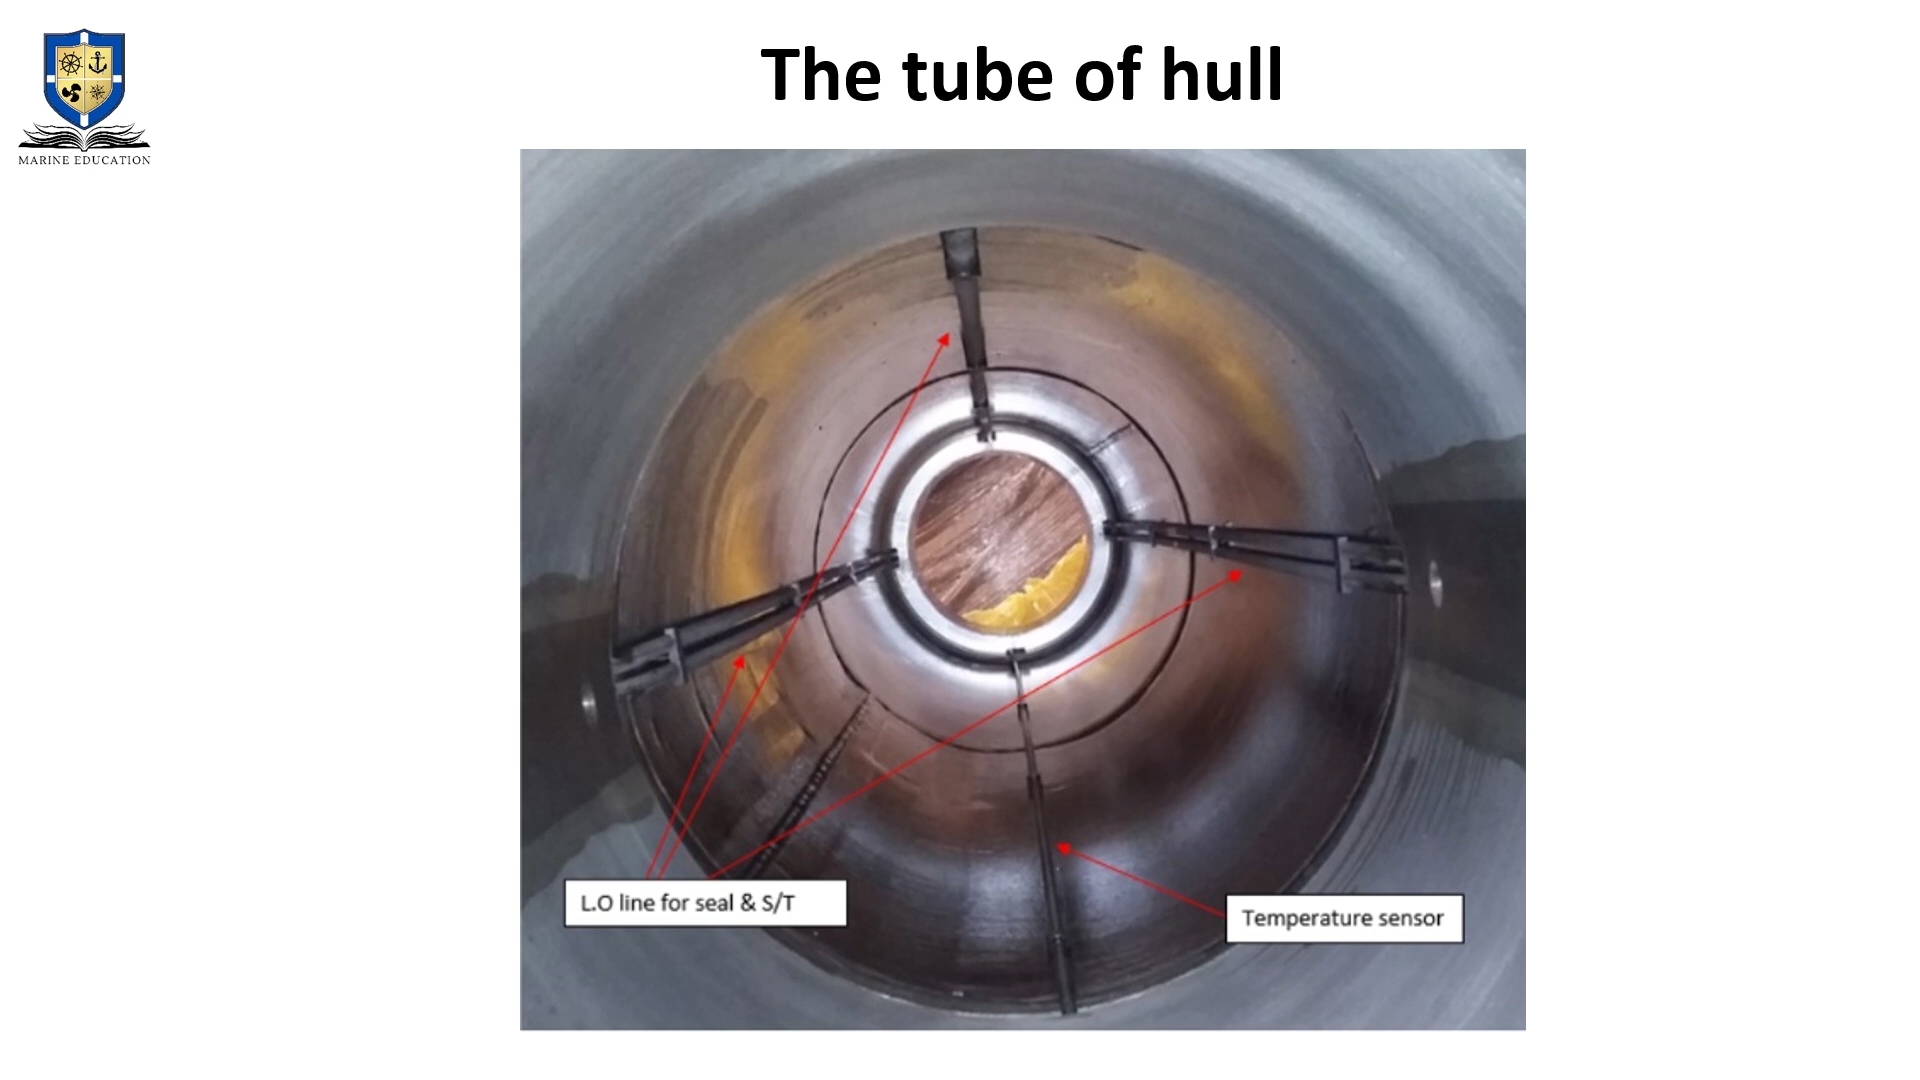 The tube of hull
MARINE EDUCATION
L.O line for seal & S/T
Temperature sensor